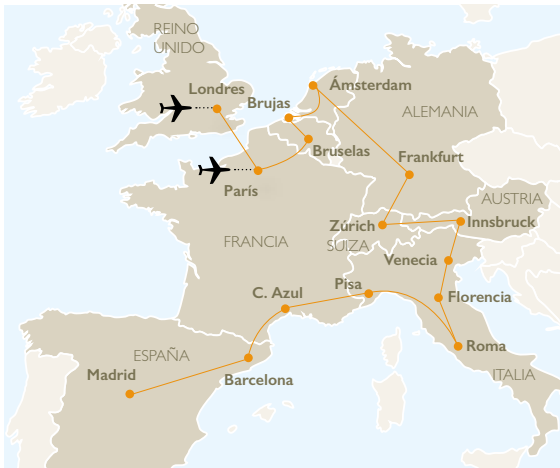 REINO
UNIDO
Londres
Ámsterdam
Brujas
ALEMANIA
Bruselas
Frankfurt
París
AUSTRIA
Zúrich
Innsbruck
FRANCIA
SUIZA
Venecia
Pisa
C. Azul
Florencia
ESPAÑA
Roma
Madrid
Barcelona
ITALIA